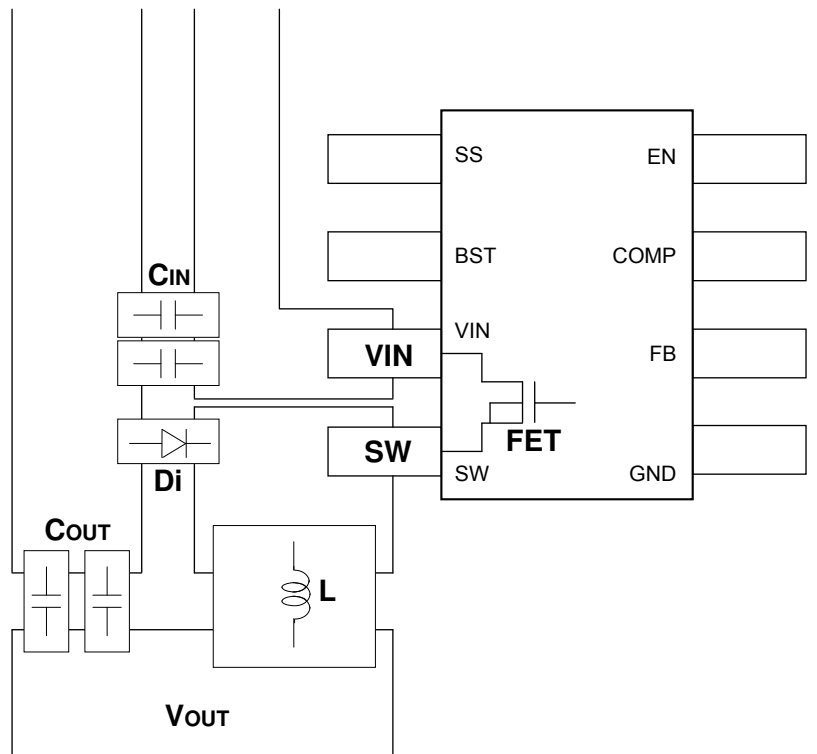 SS
EN
BST
COMP
CIN
VIN
VIN
FB
SW
FET
SW
GND
Di
COUT
L
VOUT